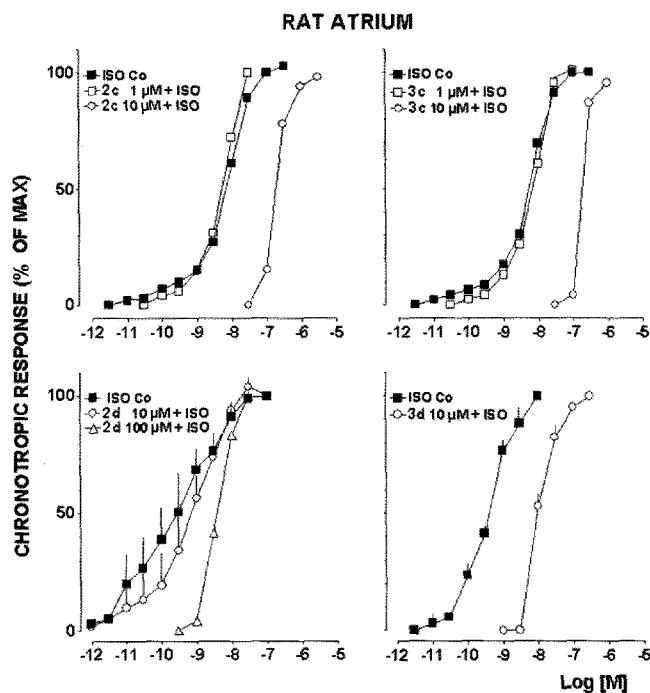 RAT ATRIUM
CHRONOTROPIC RESPONSE (% OF MAX)
ISO Co
2c 1 µM + ISO
2c 10 µM + ISO
100
50
0
-12 -11 -10 -9 -8 -7 -6 -5
ISO Co
3c 1 µM + ISO
3c 10 µM + ISO
-12 -11 -10 -9 -8 -7 -6 -5
ISO Co
2d 10 µM + ISO
2d 100 µM + ISO
100
50
0
-12 -11 -10 -9 -8 -7 -6 -5
ISO Co
3d 10 µM + ISO
-12 -11 -10 -9 -8 -7 -6 -5
Log [M]